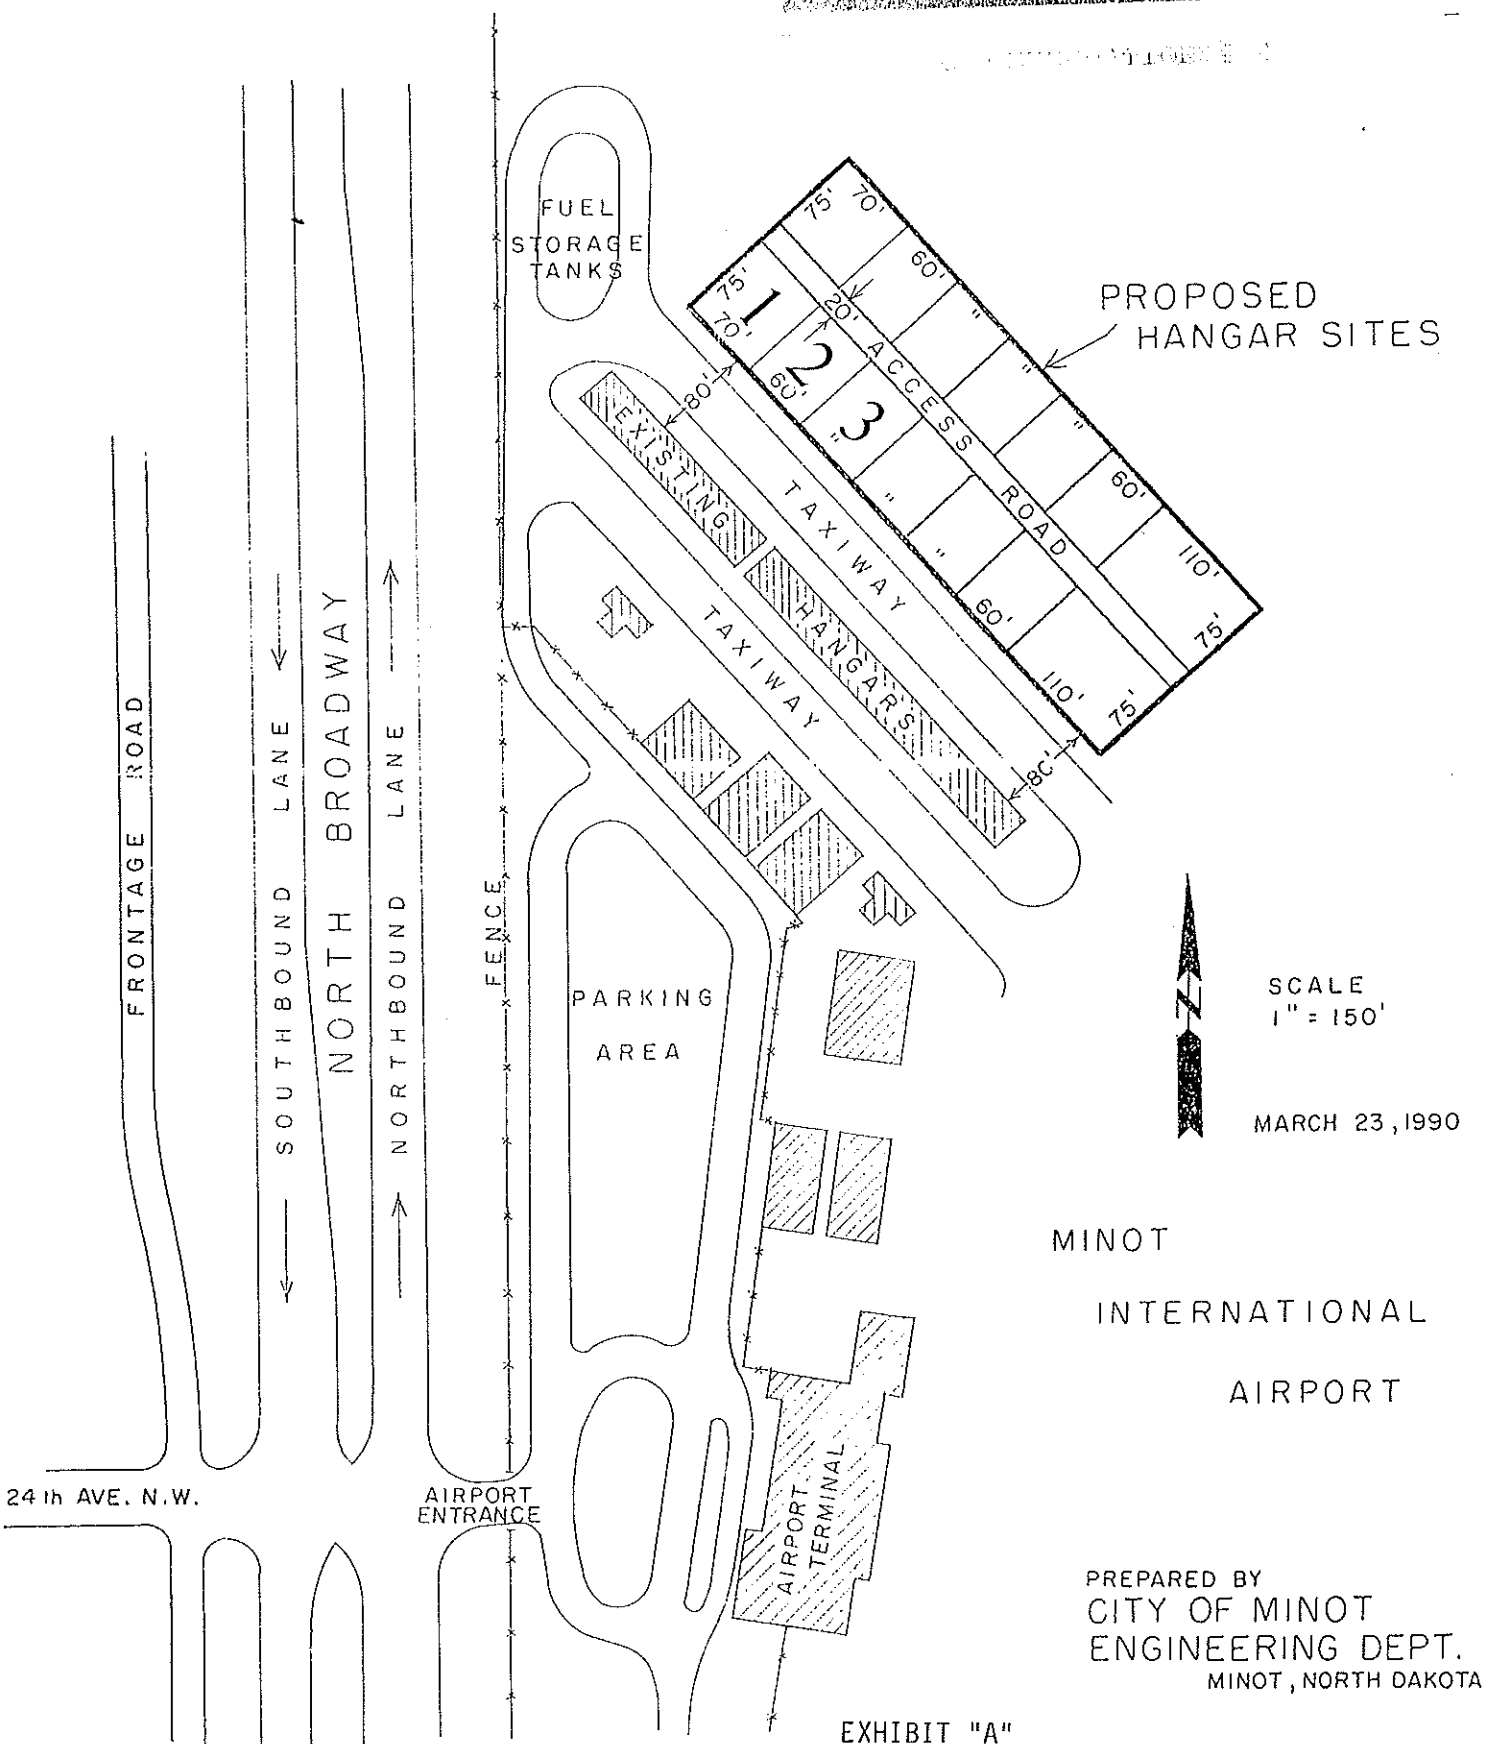 FUEL
STORAGE
TANKS
75'
70'
75'
70'
1
60'
20'
2
ACCESS ROAD
"
60'
3
"
"
"
60'
"
"
60'
110'
110'
75'
75'
PROPOSED
HANGAR SITES
80'
EXISTING HANGARS
TAXIWAY
TAXIWAY
80'
FRONTAGE ROAD
SOUTHBOUND LANE
NORTH BROADWAY
NORTHBOUND LANE
FENCE
PARKING
AREA
N
SCALE
1" = 150'
MARCH 23, 1990
MINOT
INTERNATIONAL
AIRPORT
24th AVE. N.W.
AIRPORT
ENTRANCE
AIRPORT
TERMINAL
PREPARED BY
CITY OF MINOT
ENGINEERING DEPT.
MINOT, NORTH DAKOTA
EXHIBIT "A"